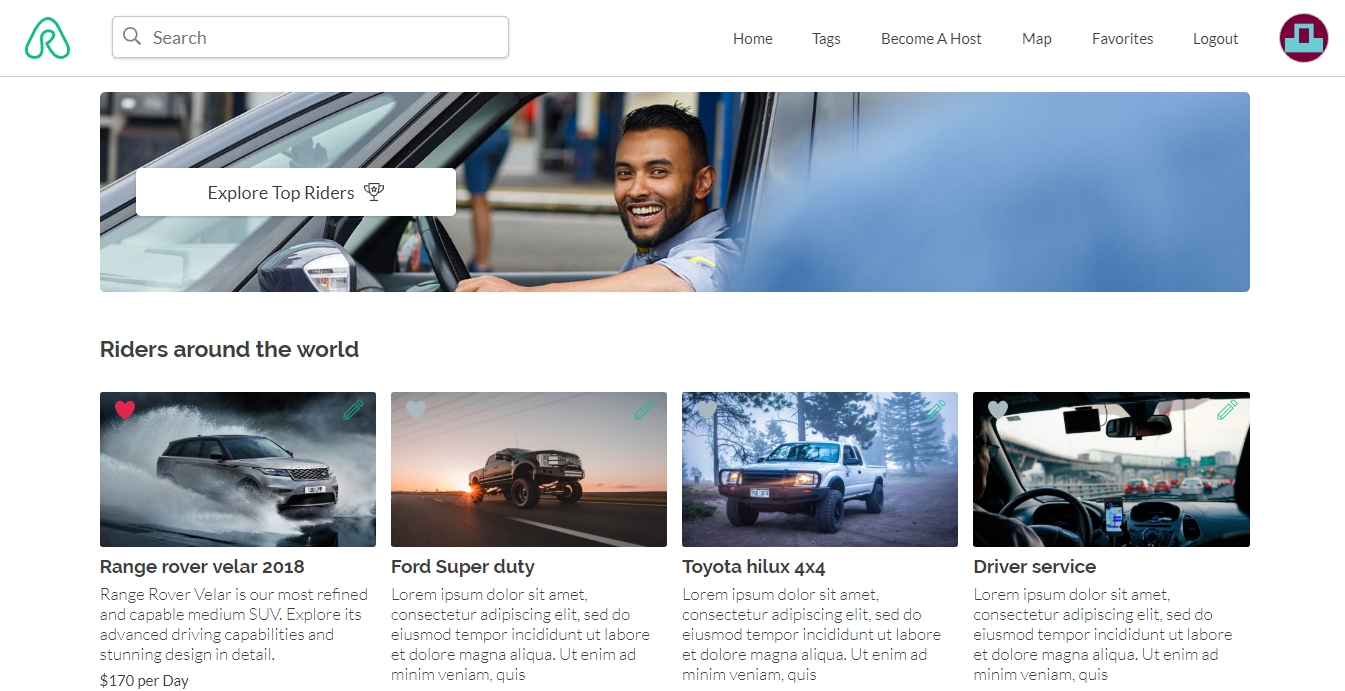 Search
Home
Tags
Become A Host
Map
Favorites
Logout
Explore Top Riders
Riders around the world
Range rover velar 2018
Range Rover Velar is our most refined
and capable medium SUV. Explore its
advanced driving capabilities and
stunning design in detail.
$170 per Day
Ford Super duty
Lorem ipsum dolor sit amet,
consectetur adipiscing elit, sed do
eiusmod tempor incididunt ut labore
et dolore magna aliqua. Ut enim ad
minim veniam, quis
Toyota hilux 4x4
Lorem ipsum dolor sit amet,
consectetur adipiscing elit, sed do
eiusmod tempor incididunt ut labore
et dolore magna aliqua. Ut enim ad
minim veniam, quis
Driver service
Lorem ipsum dolor sit amet,
consectetur adipiscing elit, sed do
eiusmod tempor incididunt ut labore
et dolore magna aliqua. Ut enim ad
minim veniam, quis